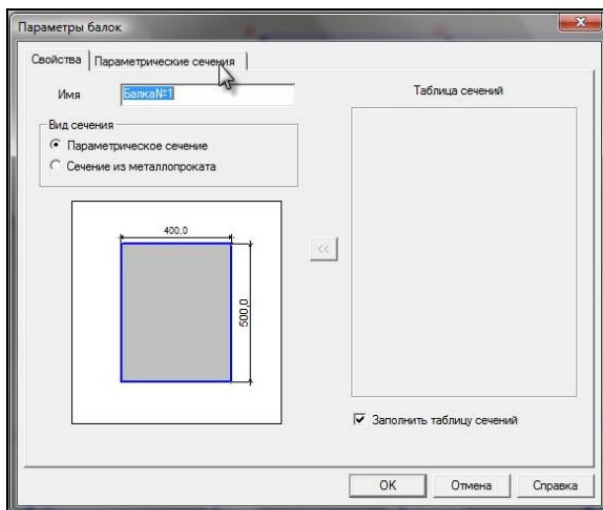 Параметры балок
Свойства
Параметрические сечения
Имя
Балка№1
Таблица сечений
Вид сечения
Параметрическое сечение
Сечение из металлопроката
400,0
500,0
<<
Заполнить таблицу сечений
OK
Отмена
Справка